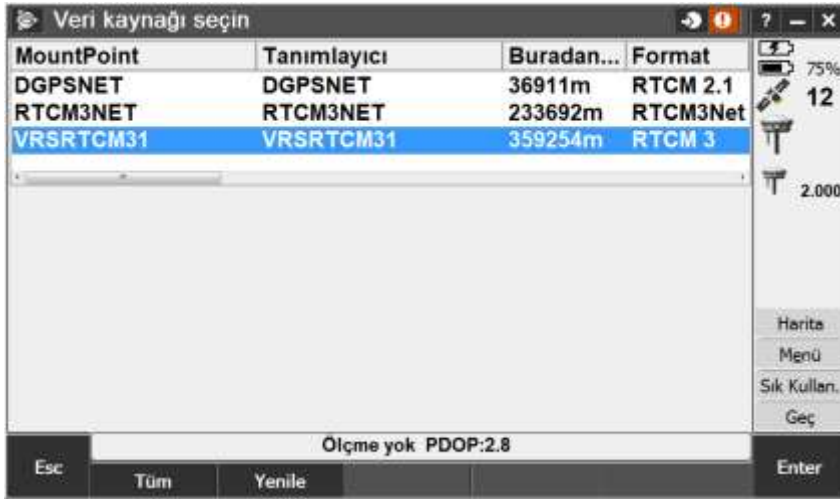 Veri kaynağı seçin ? – ×
MountPoint Tanımlayıcı Buradan... Format
DGPSNET DGPSNET 36911m RTCM 2.1
RTCM3NET RTCM3NET 233692m RTCM3Net
VRSRTCM31 VRSRTCM31 359254m RTCM 3
75%
12
2.000
Harita
Menü
Sık Kullan.
Geç
Ölçme yok PDOP:2.8
Esc Tüm Yenile Enter